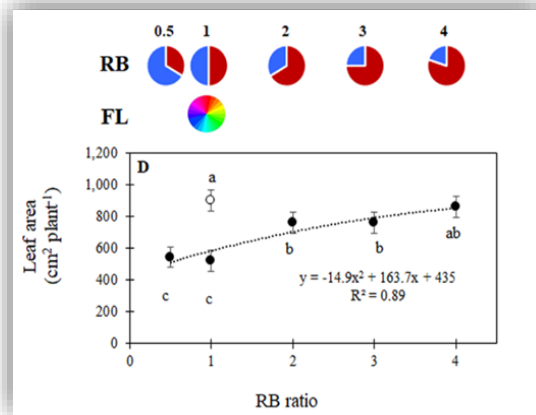 0.5 1 2 3 4
RB
FL
D
1,200
1,000
800
600
400
200
0
a
c
c
b
b
ab
y = -14.9x² + 163.7x + 435
R² = 0.89
0 1 2 3 4
Leaf area
(cm² plant⁻¹)
RB ratio